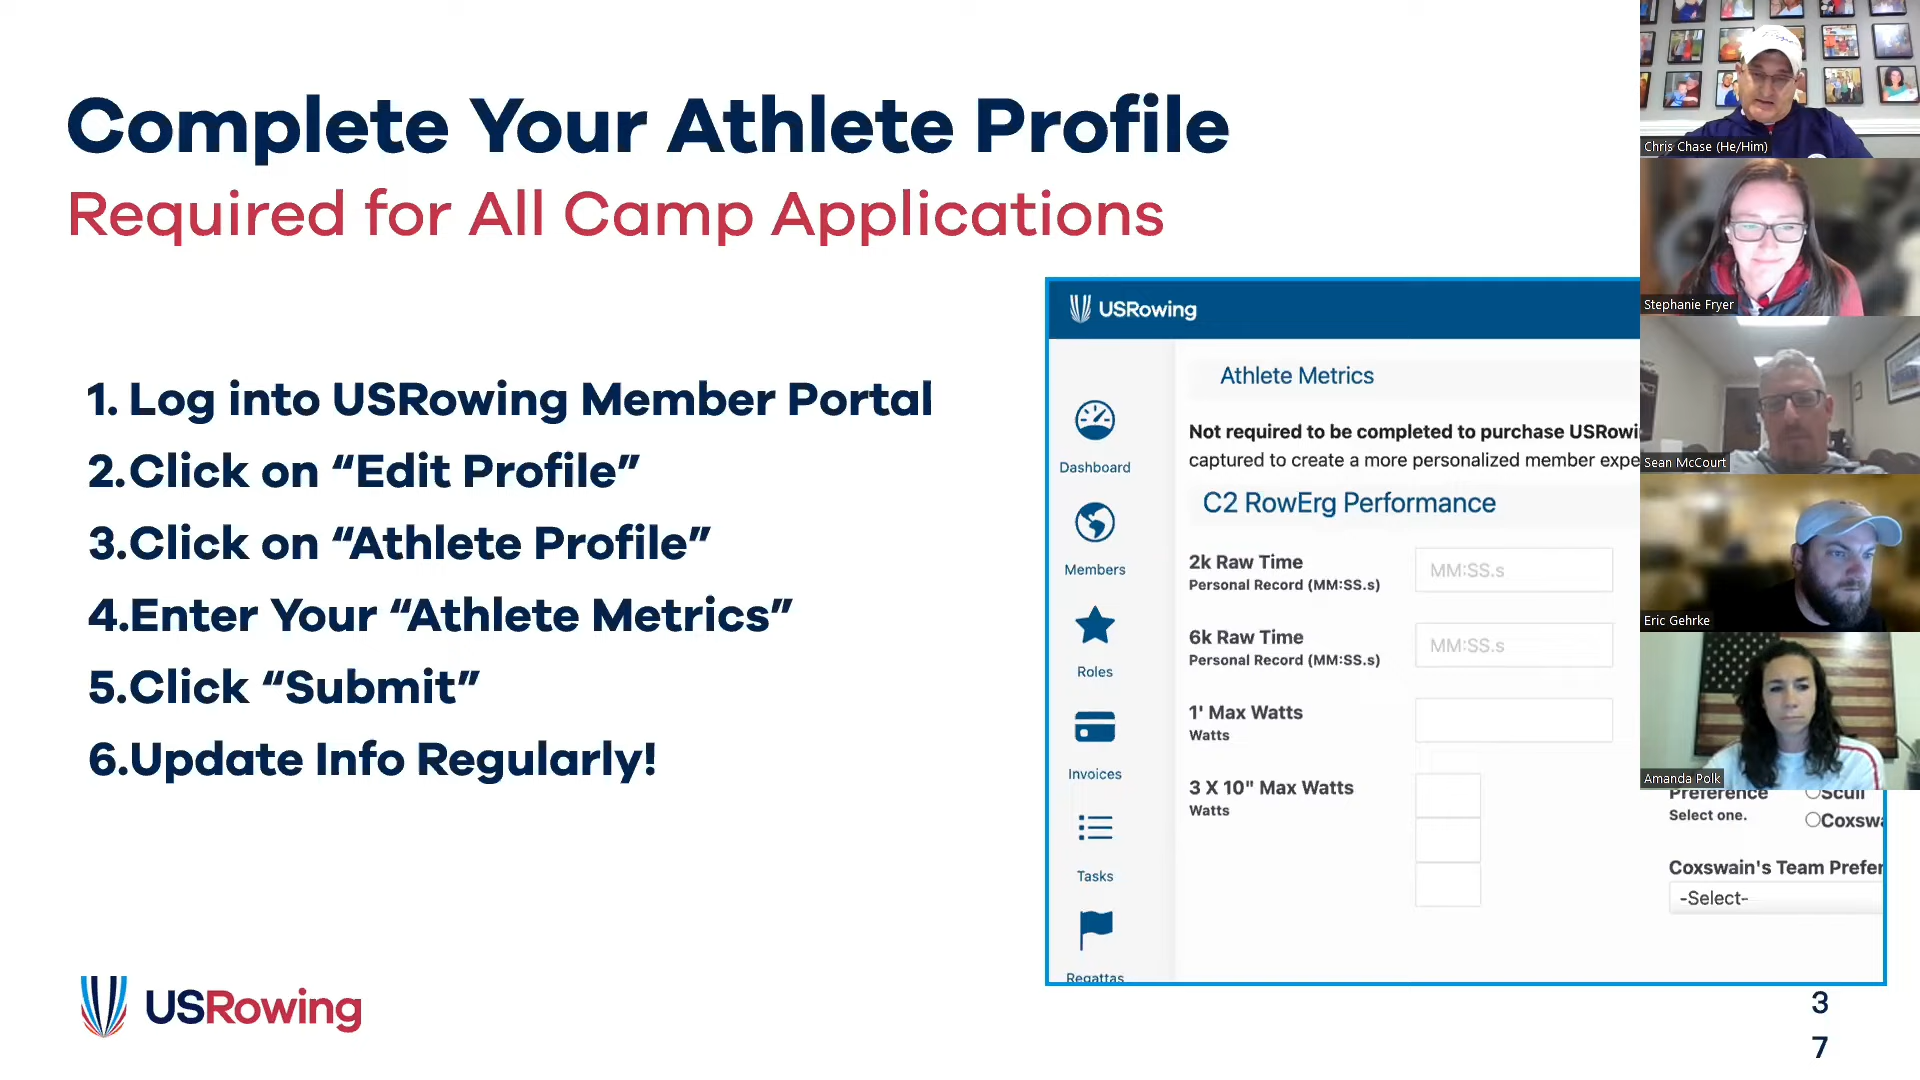 Complete Your Athlete Profile
Required for All Camp Applications
1. Log into USRowing Member Portal
2.Click on “Edit Profile”
3.Click on “Athlete Profile”
4.Enter Your “Athlete Metrics”
5.Click “Submit”
6.Update Info Regularly!
USRowing
USRowing
Dashboard
Members
Roles
Invoices
Tasks
Regattas
Athlete Metrics
Not required to be completed to purchase USRowi
captured to create a more personalized member expe
C2 RowErg Performance
2k Raw Time
Personal Record (MM:SS.s)
MM:SS.s
6k Raw Time
Personal Record (MM:SS.s)
MM:SS.s
1' Max Watts
Watts
3 X 10" Max Watts
Watts
Preference
Select one.
Scull
Coxswa
Coxswain's Team Prefer
-Select-
3
7
Chris Chase (He/Him)
Stephanie Fryer
Sean McCourt
Eric Gehrke
Amanda Polk